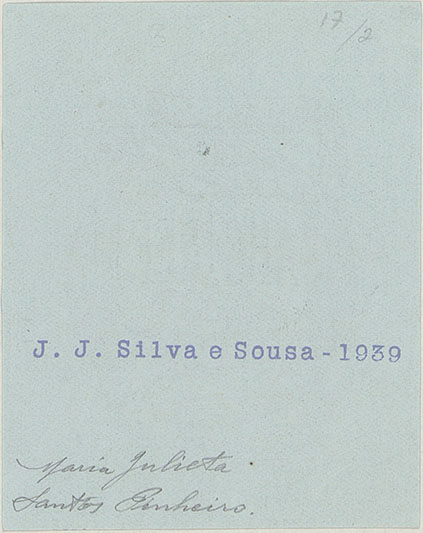 17/2
J. J. Silva e Sousa - 1939
Maria Julieta
Santos Pinheiro.